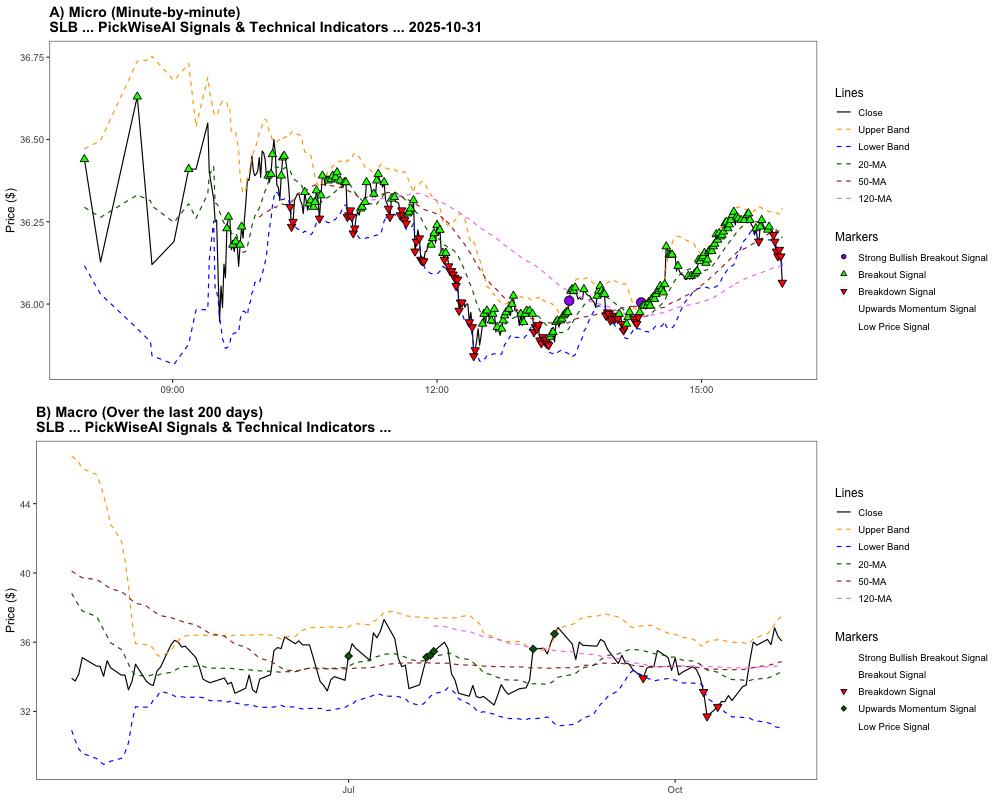 A) Micro (Minute-by-minute)
SLB ... PickWiseAI Signals & Technical Indicators ... 2025-10-31
Price ($)
36.75
36.50
36.25
36.00
09:00
12:00
15:00
Lines
Close
Upper Band
Lower Band
20-MA
50-MA
120-MA
Markers
Strong Bullish Breakout Signal
Breakout Signal
Breakdown Signal
Upwards Momentum Signal
Low Price Signal
B) Macro (Over the last 200 days)
SLB ... PickWiseAI Signals & Technical Indicators ...
Price ($)
44
40
36
32
Jul
Oct
Lines
Close
Upper Band
Lower Band
20-MA
50-MA
120-MA
Markers
Strong Bullish Breakout Signal
Breakout Signal
Breakdown Signal
Upwards Momentum Signal
Low Price Signal